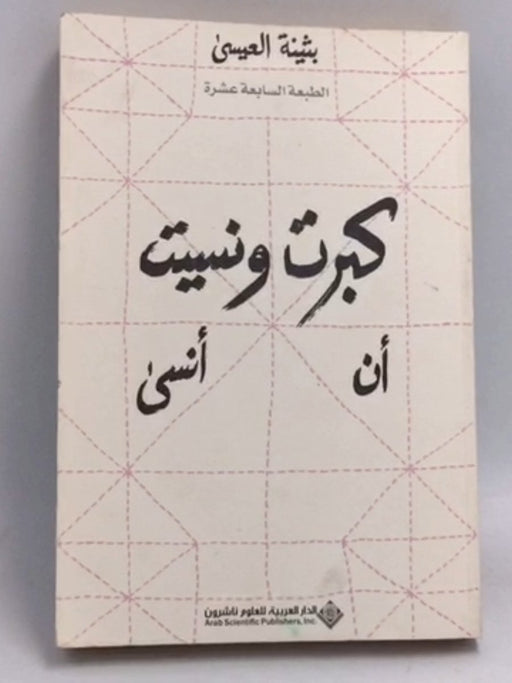 بثينة العيسىٰ
الطبعة السابعة عشرة
كبرت ونسيت
أن أنسىٰ
الدار العربية للعلوم ناشرون
Arab Scientific Publishers, Inc.